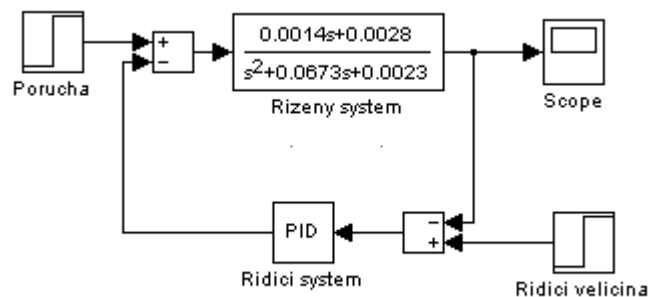 0.0014s+0.0028
s2+0.0673s+0.0023
+
−
Porucha
Rizeny system
Scope
PID
−
+
Ridici system
Ridici velicina